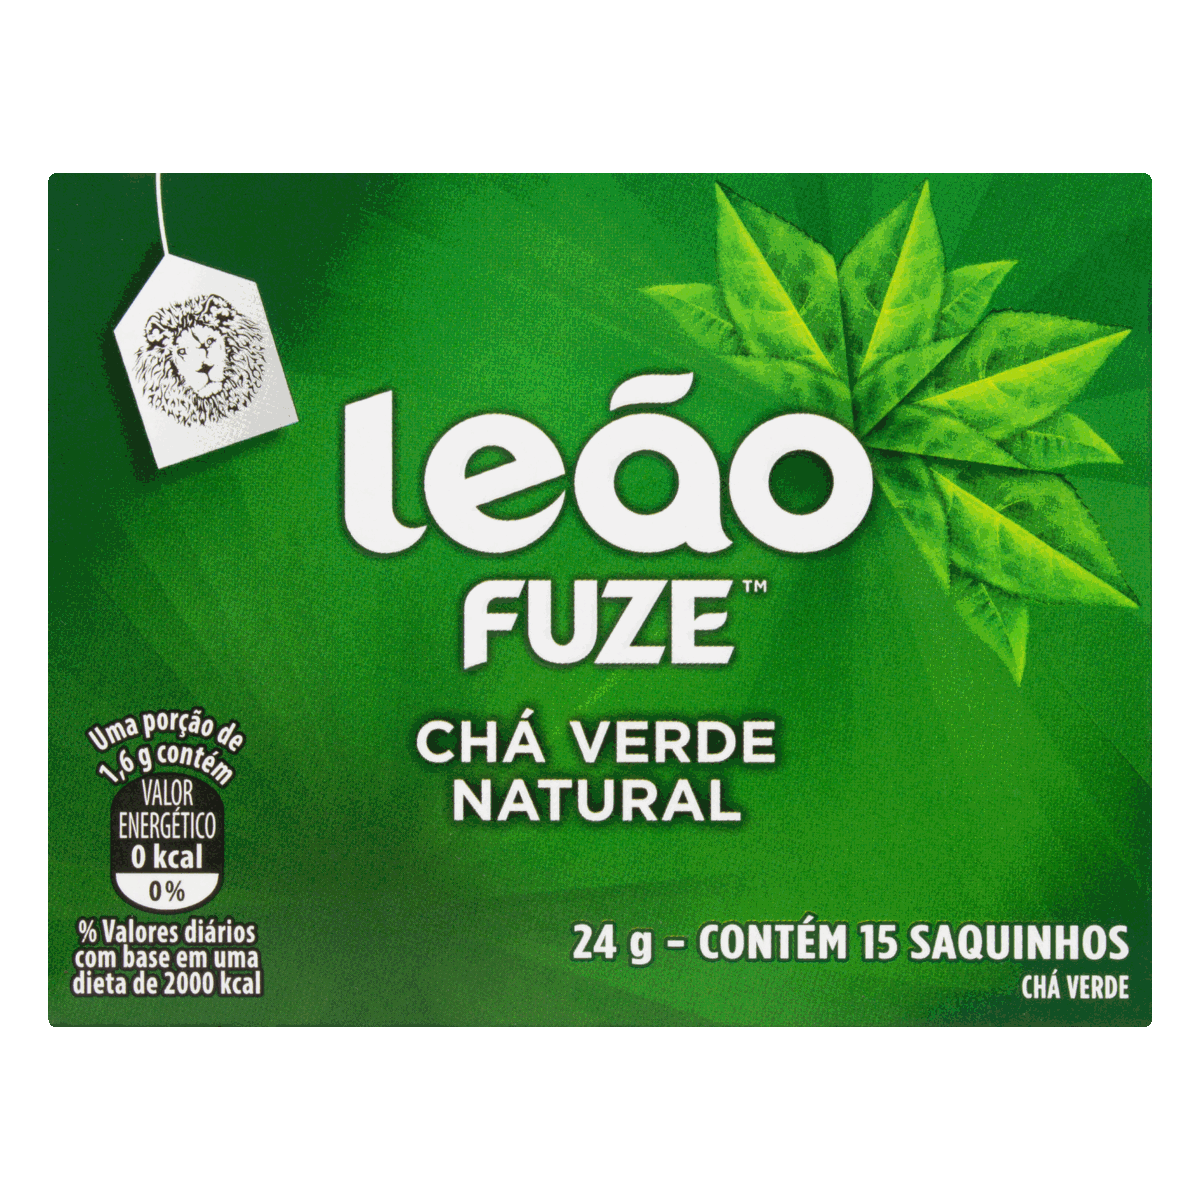 leão
FUZE™
CHÁ VERDE
NATURAL
Uma porção de
1,6 g contém
VALOR
ENERGÉTICO
0 kcal
0%
% Valores diários
com base em uma
dieta de 2000 kcal
24 g - CONTÉM 15 SAQUINHOS
CHÁ VERDE